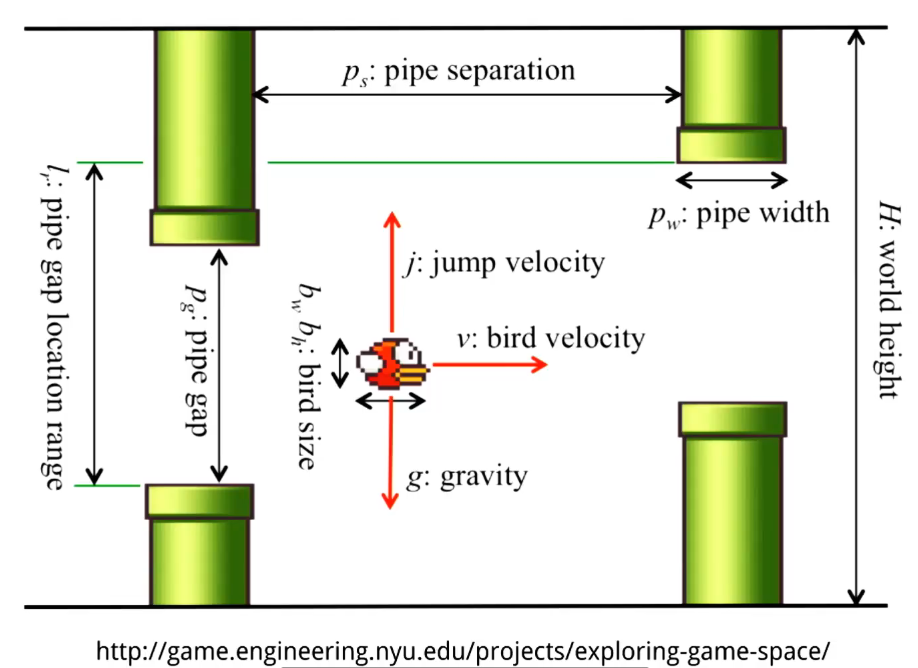 p_s: pipe separation
l_r: pipe gap location range
p_w: pipe width
H: world height
j: jump velocity
p_g: pipe gap
b_w b_h: bird size
v: bird velocity
g: gravity
http://game.engineering.nyu.edu/projects/exploring-game-space/